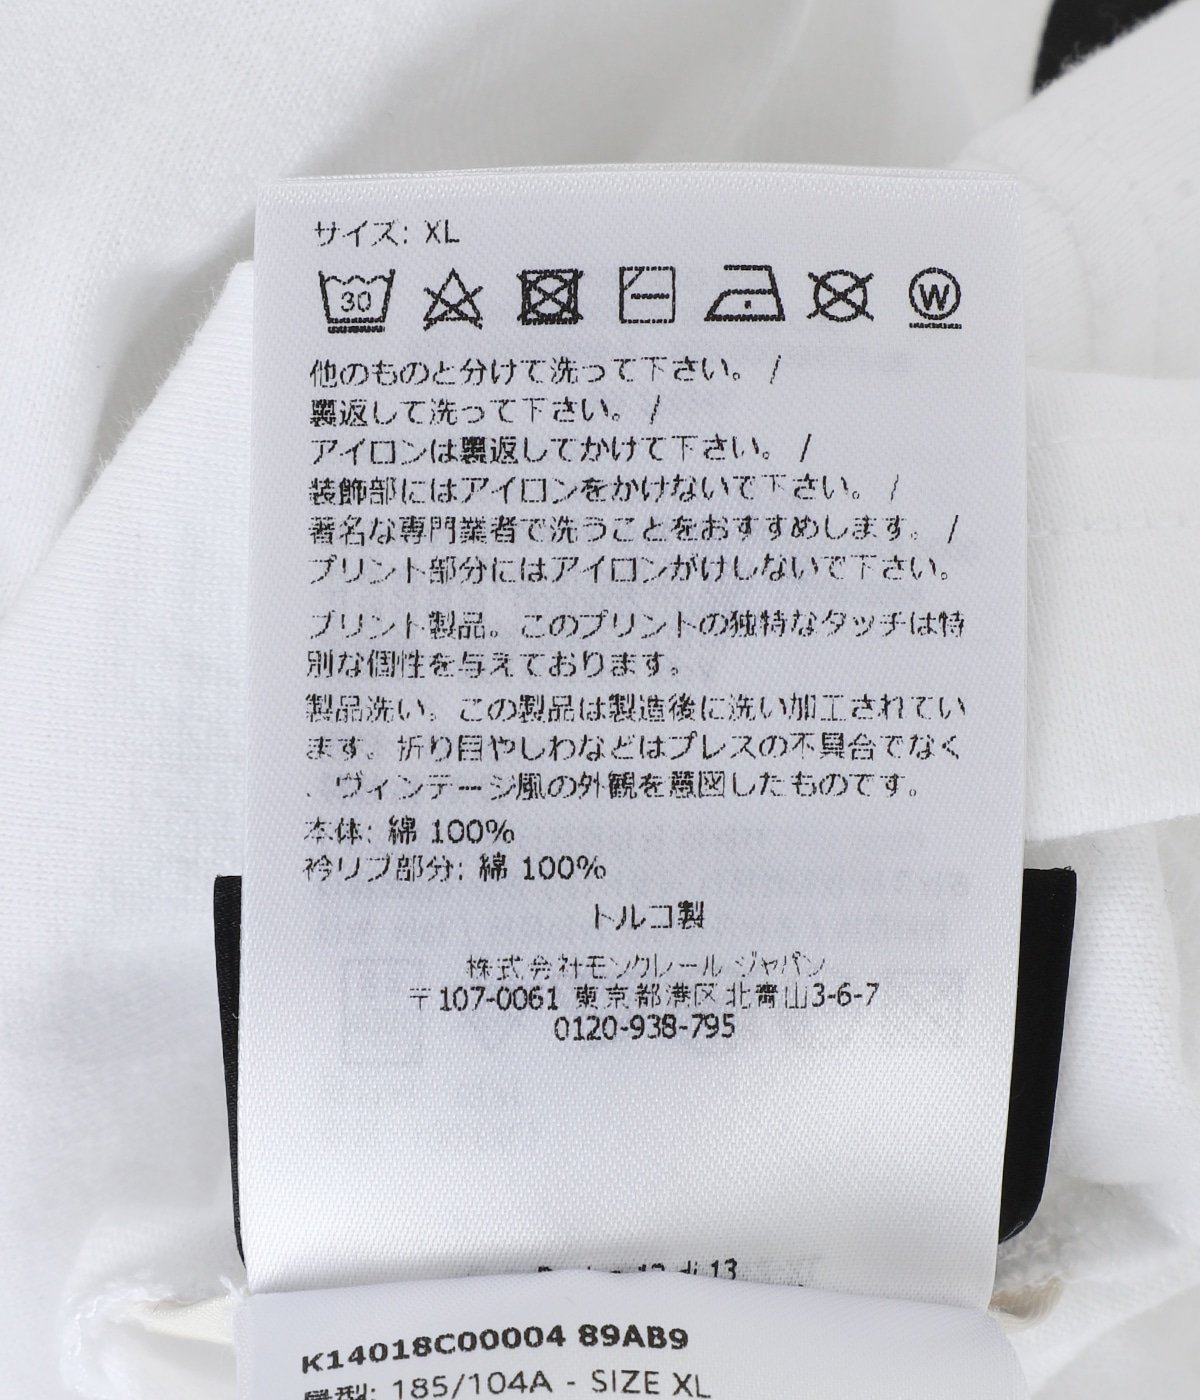 サイズ: XL
30
W
他のものと分けて洗って下さい。 /
裏返して洗って下さい。 /
アイロンは裏返してかけて下さい。 /
装飾部にはアイロンをかけないで下さい。 /
著名な専門業者で洗うことをおすすめします。 /
プリント部分にはアイロンがけしないで下さい。
プリント製品。このプリントの独特なタッチは特
別な個性を与えております。
製品洗い。この製品は製造後に洗い加工されてい
ます。折り目やしわなどはプレスの不具合でなく
、ヴィンテージ風の外観を意図したものです。
本体: 綿 100%
衿リブ部分: 綿 100%
トルコ製
株式会社モンクレール ジャパン
〒107-0061 東京都港区北青山3-6-7
0120-938-795
di 13
K14018C00004 89AB9
号型: 185/104A - SIZE XL